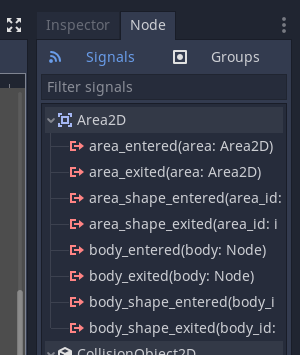 Inspector Node
Signals Groups
Filter signals
Area2D
area_entered(area: Area2D)
area_exited(area: Area2D)
area_shape_entered(area_id:
area_shape_exited(area_id: i
body_entered(body: Node)
body_exited(body: Node)
body_shape_entered(body_i
body_shape_exited(body_id:
CollisionObject2D